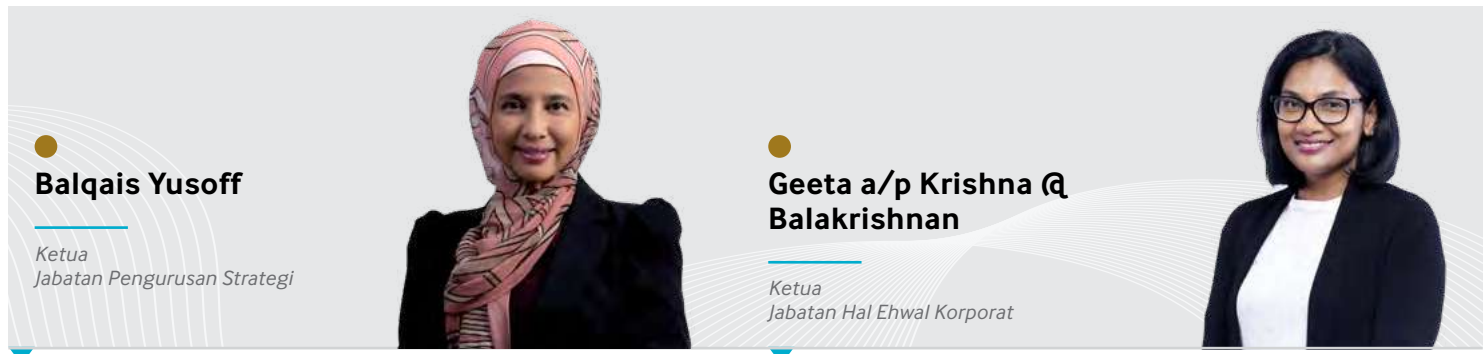 Balqais Yusoff
Ketua
Jabatan Pengurusan Strategi
Geeta a/p Krishna @
Balakrishnan
Ketua
Jabatan Hal Ehwal Korporat